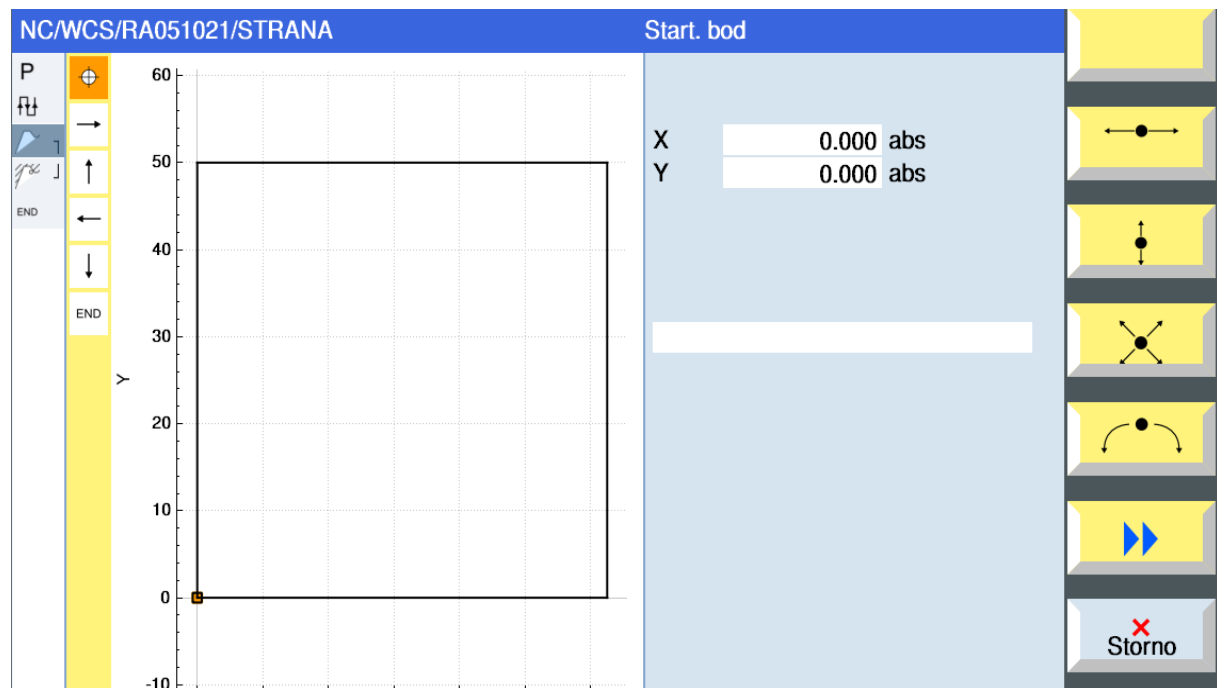 NC/WCS/RA051021/STRANA
Start. bod
P
END
END
60
50
40
30
20
10
0
-10
Y
X 0.000 abs
Y 0.000 abs
Storno